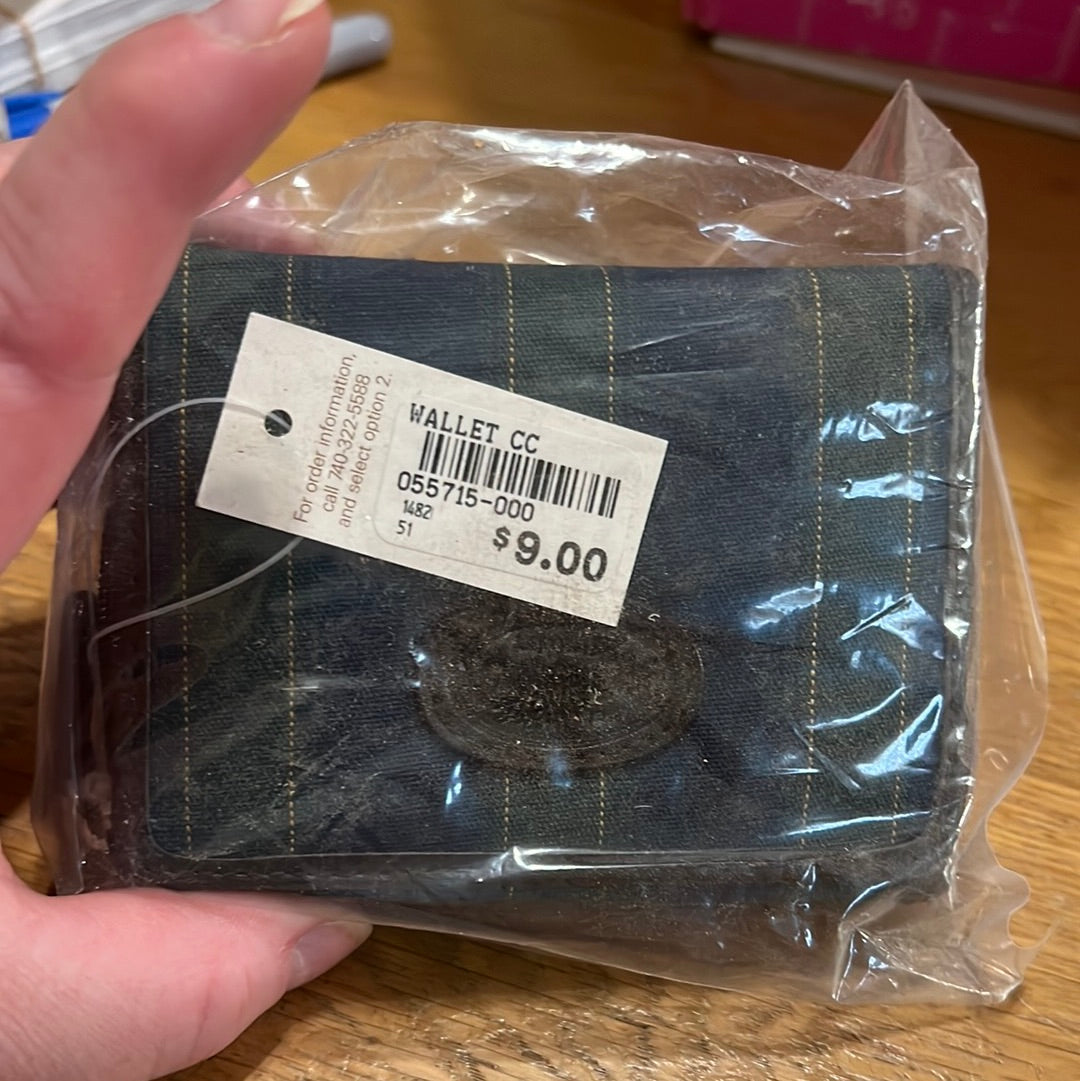 For order information,
call 740-322-5588
and select option 2.
WALLET CC
055715-000
1482
51
$9.00